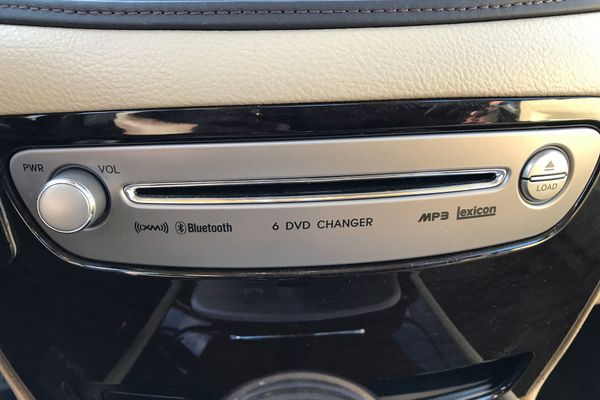 PWR VOL
LOAD
((XM)) Bluetooth 6 DVD CHANGER MP3 lexicon